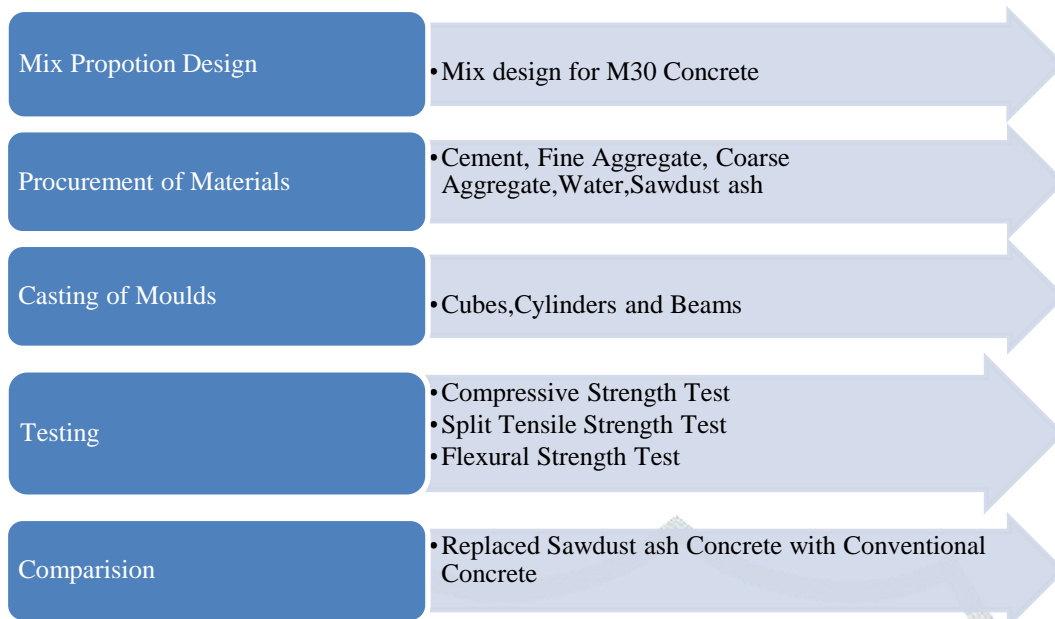 Mix Propotion Design
•Mix design for M30 Concrete
Procurement of Materials
•Cement, Fine Aggregate, Coarse
Aggregate,Water,Sawdust ash
Casting of Moulds
•Cubes,Cylinders and Beams
Testing
•Compressive Strength Test
•Split Tensile Strength Test
•Flexural Strength Test
Comparision
•Replaced Sawdust ash Concrete with Conventional
Concrete